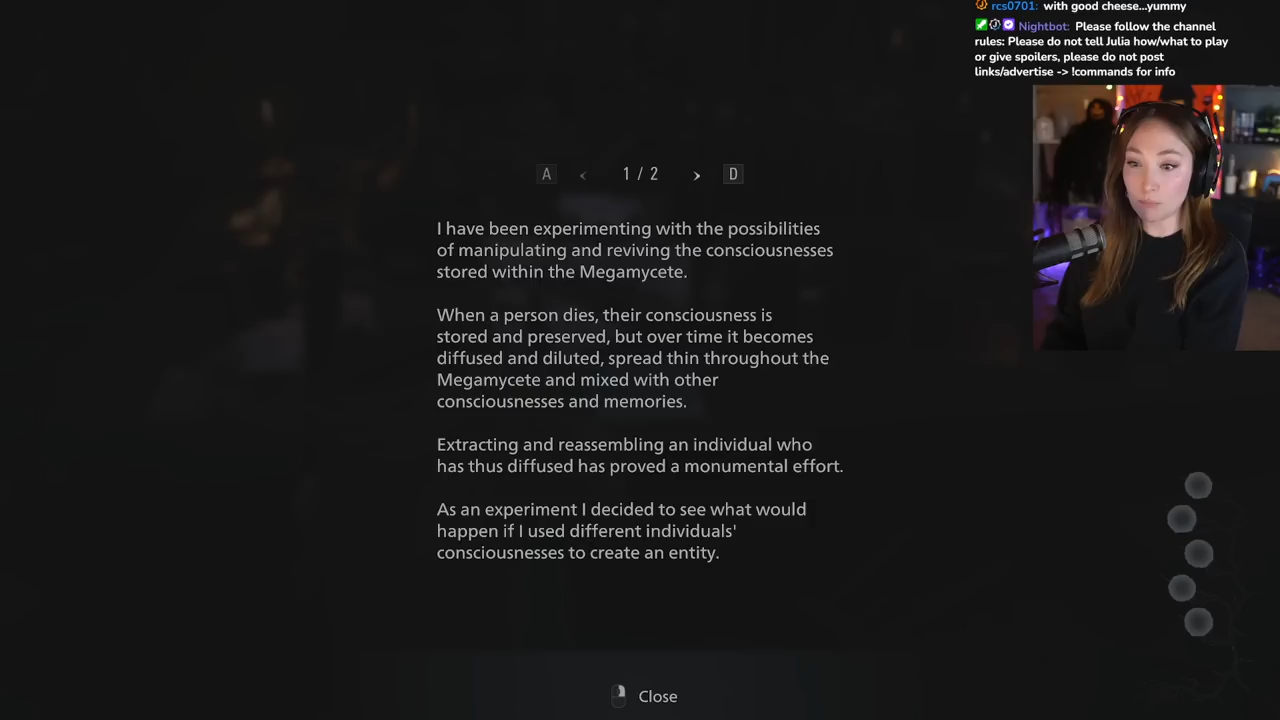 rcs0701: with good cheese...yummy
Nightbot: Please follow the channel
rules: Please do not tell Julia how/what to play
or give spoilers, please do not post
links/advertise -> !commands for info
A < 1 / 2 > D
I have been experimenting with the possibilities
of manipulating and reviving the consciousnesses
stored within the Megamycete.
When a person dies, their consciousness is
stored and preserved, but over time it becomes
diffused and diluted, spread thin throughout the
Megamycete and mixed with other
consciousnesses and memories.
Extracting and reassembling an individual who
has thus diffused has proved a monumental effort.
As an experiment I decided to see what would
happen if I used different individuals'
consciousnesses to create an entity.
Close